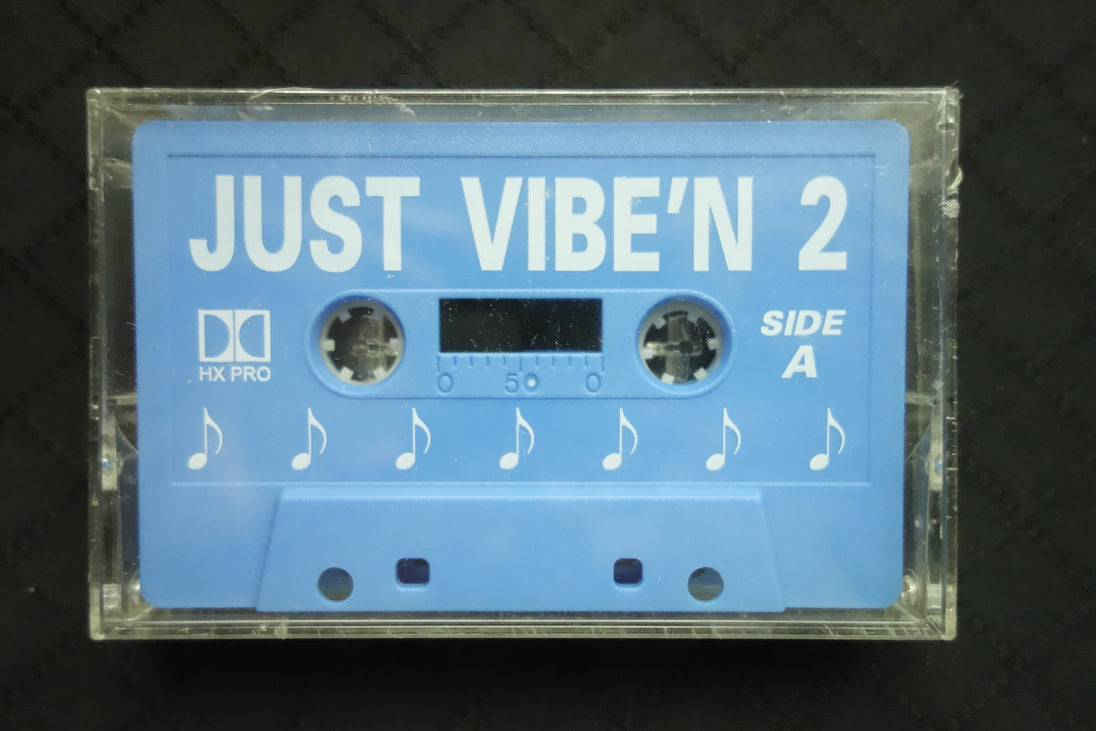 JUST VIBE'N 2
HX PRO
SIDE
A
0 50 0